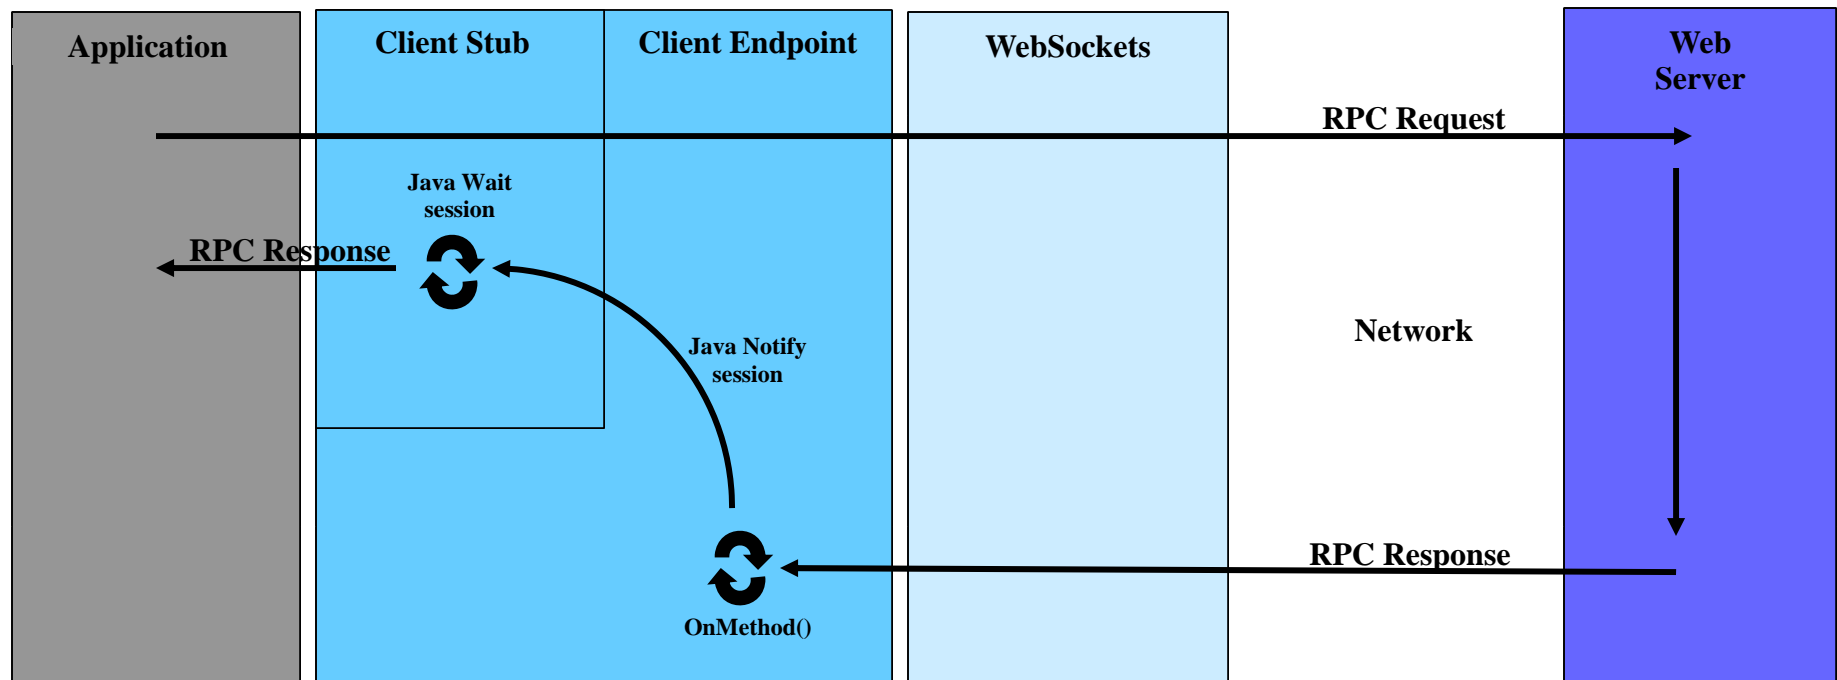 Application
Client Stub
Client Endpoint
WebSockets
Web
Server
RPC Request
Java Wait
session
RPC Response
Network
Java Notify
session
RPC Response
OnMethod()